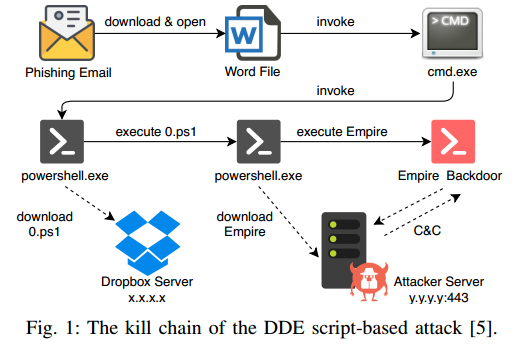 download & open
invoke
W
> CMD
Phishing Email
Word File
cmd.exe
invoke
execute 0.ps1
execute Empire
powershell.exe
powershell.exe
Empire Backdoor
download
0.ps1
download
Empire
C&C
Dropbox Server
x.x.x.x
Attacker Server
y.y.y.y:443
Fig. 1: The kill chain of the DDE script-based attack [5].